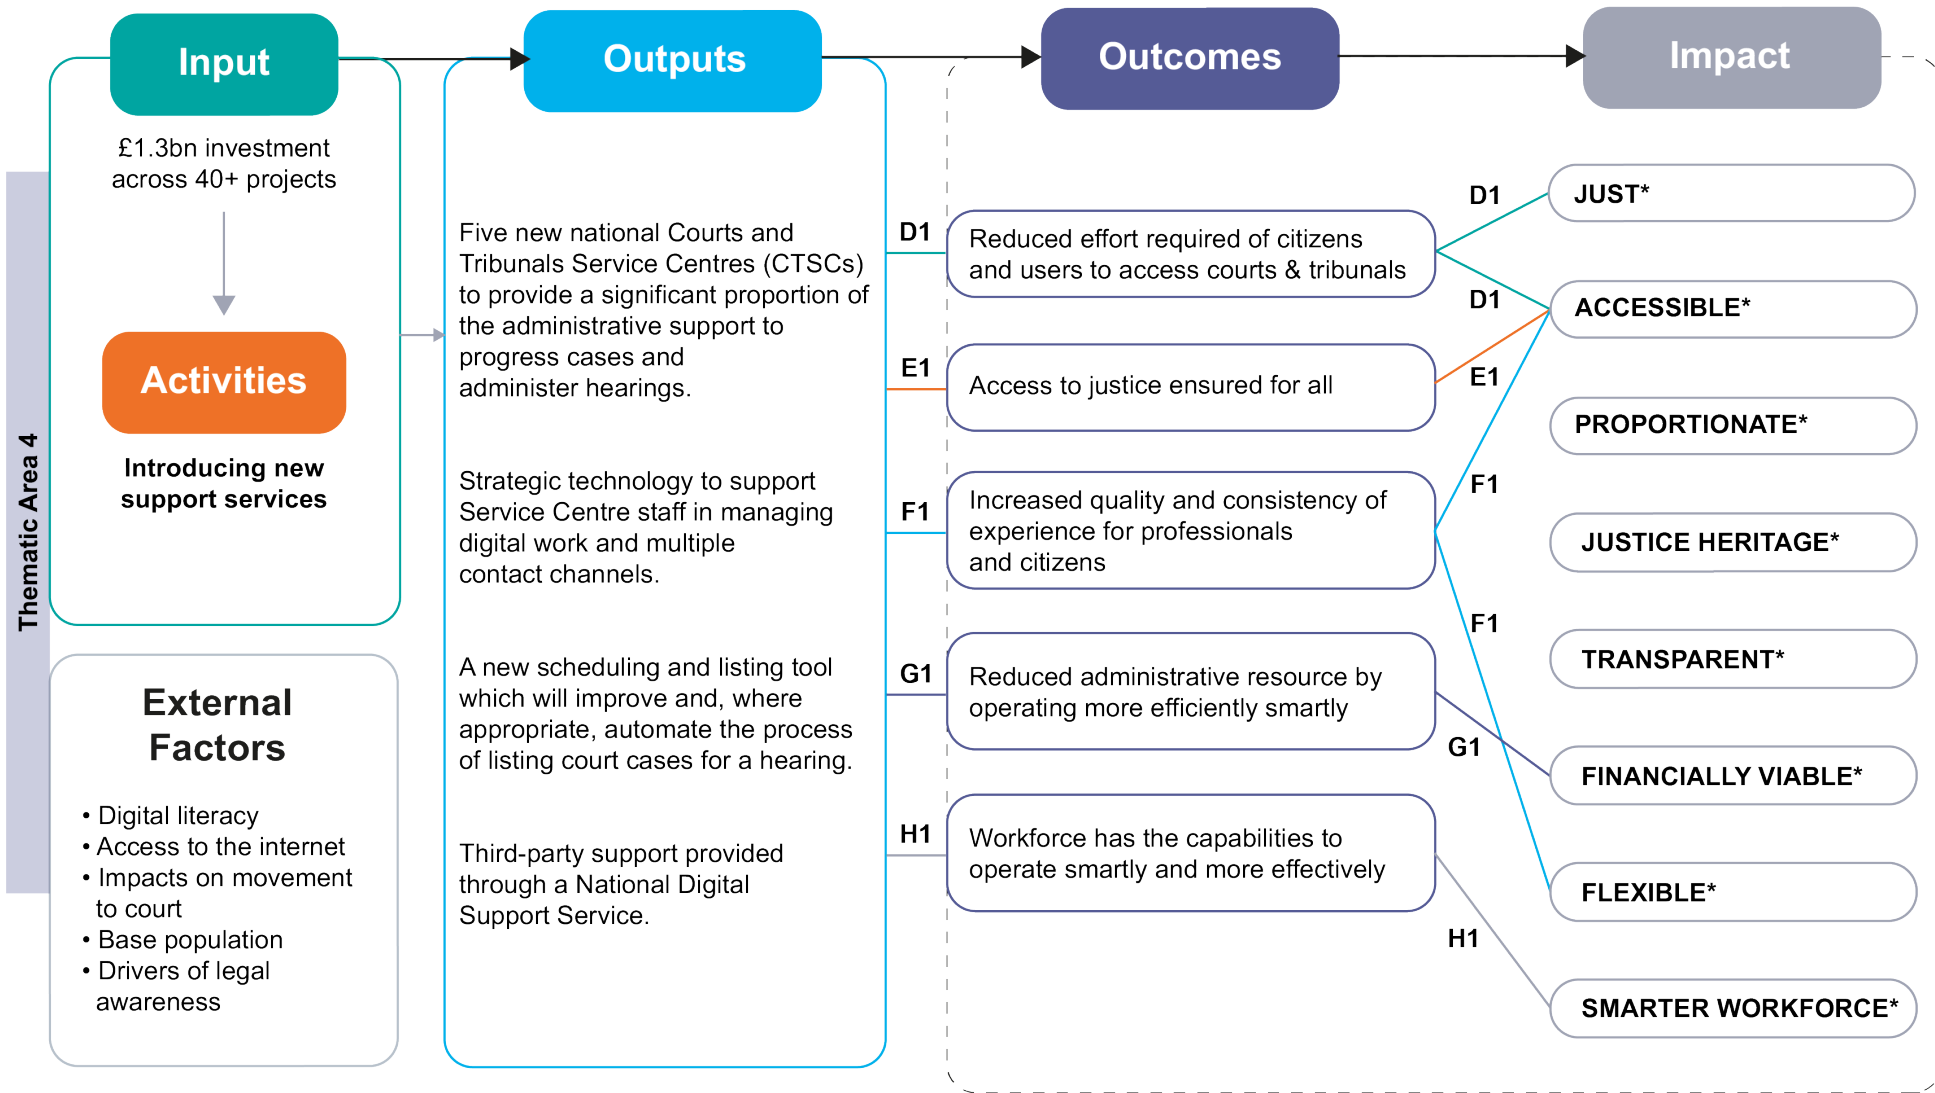 Input
Outputs
Outcomes
Impact
£1.3bn investment
across 40+ projects
Activities
Introducing new
support services
Thematic Area 4
External
Factors
• Digital literacy
• Access to the internet
• Impacts on movement
to court
• Base population
• Drivers of legal
awareness
Five new national Courts and
Tribunals Service Centres (CTSCs)
to provide a significant proportion of
the administrative support to
progress cases and
administer hearings.
Strategic technology to support
Service Centre staff in managing
digital work and multiple
contact channels.
A new scheduling and listing tool
which will improve and, where
appropriate, automate the process
of listing court cases for a hearing.
Third-party support provided
through a National Digital
Support Service.
D1
E1
F1
G1
H1
Reduced effort required of citizens
and users to access courts & tribunals
Access to justice ensured for all
Increased quality and consistency of
experience for professionals
and citizens
Reduced administrative resource by
operating more efficiently smartly
Workforce has the capabilities to
operate smartly and more effectively
D1
D1
E1
F1
F1
G1
H1
JUST*
ACCESSIBLE*
PROPORTIONATE*
JUSTICE HERITAGE*
TRANSPARENT*
FINANCIALLY VIABLE*
FLEXIBLE*
SMARTER WORKFORCE*